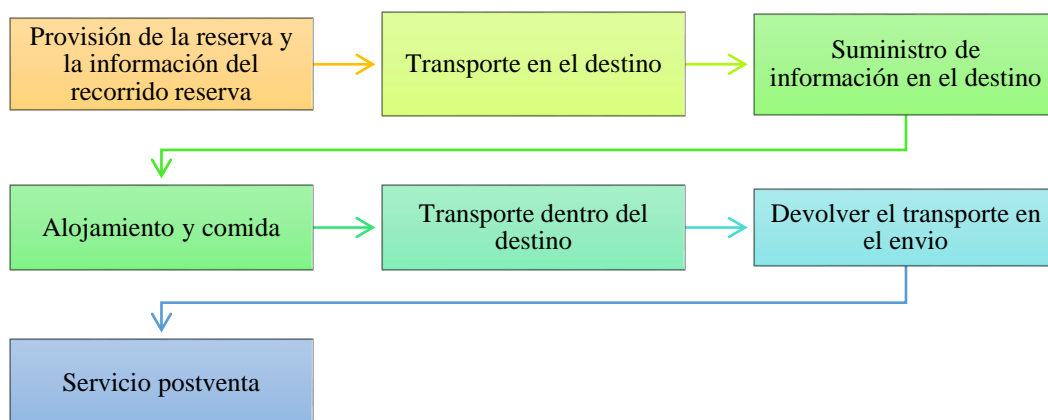 Provisión de la reserva y
la información del
recorrido reserva
Transporte en el destino
Suministro de
información en el destino
Alojamiento y comida
Transporte dentro del
destino
Devolver el transporte en
el envio
Servicio postventa